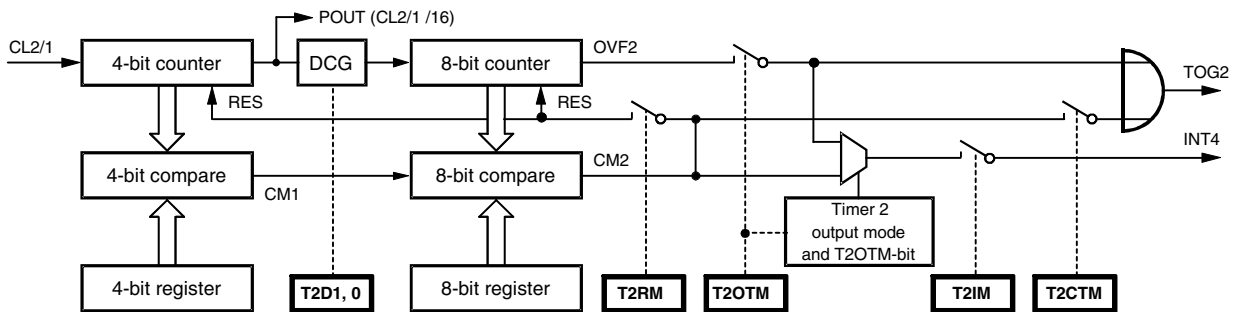 POUT (CL2/1 /16)
CL2/1
4-bit counter
DCG
8-bit counter
OVF2
TOG2
RES
RES
4-bit compare
CM1
8-bit compare
CM2
INT4
Timer 2
output mode
and T2OTM-bit
4-bit register
T2D1, 0
8-bit register
T2RM
T2OTM
T2IM
T2CTM